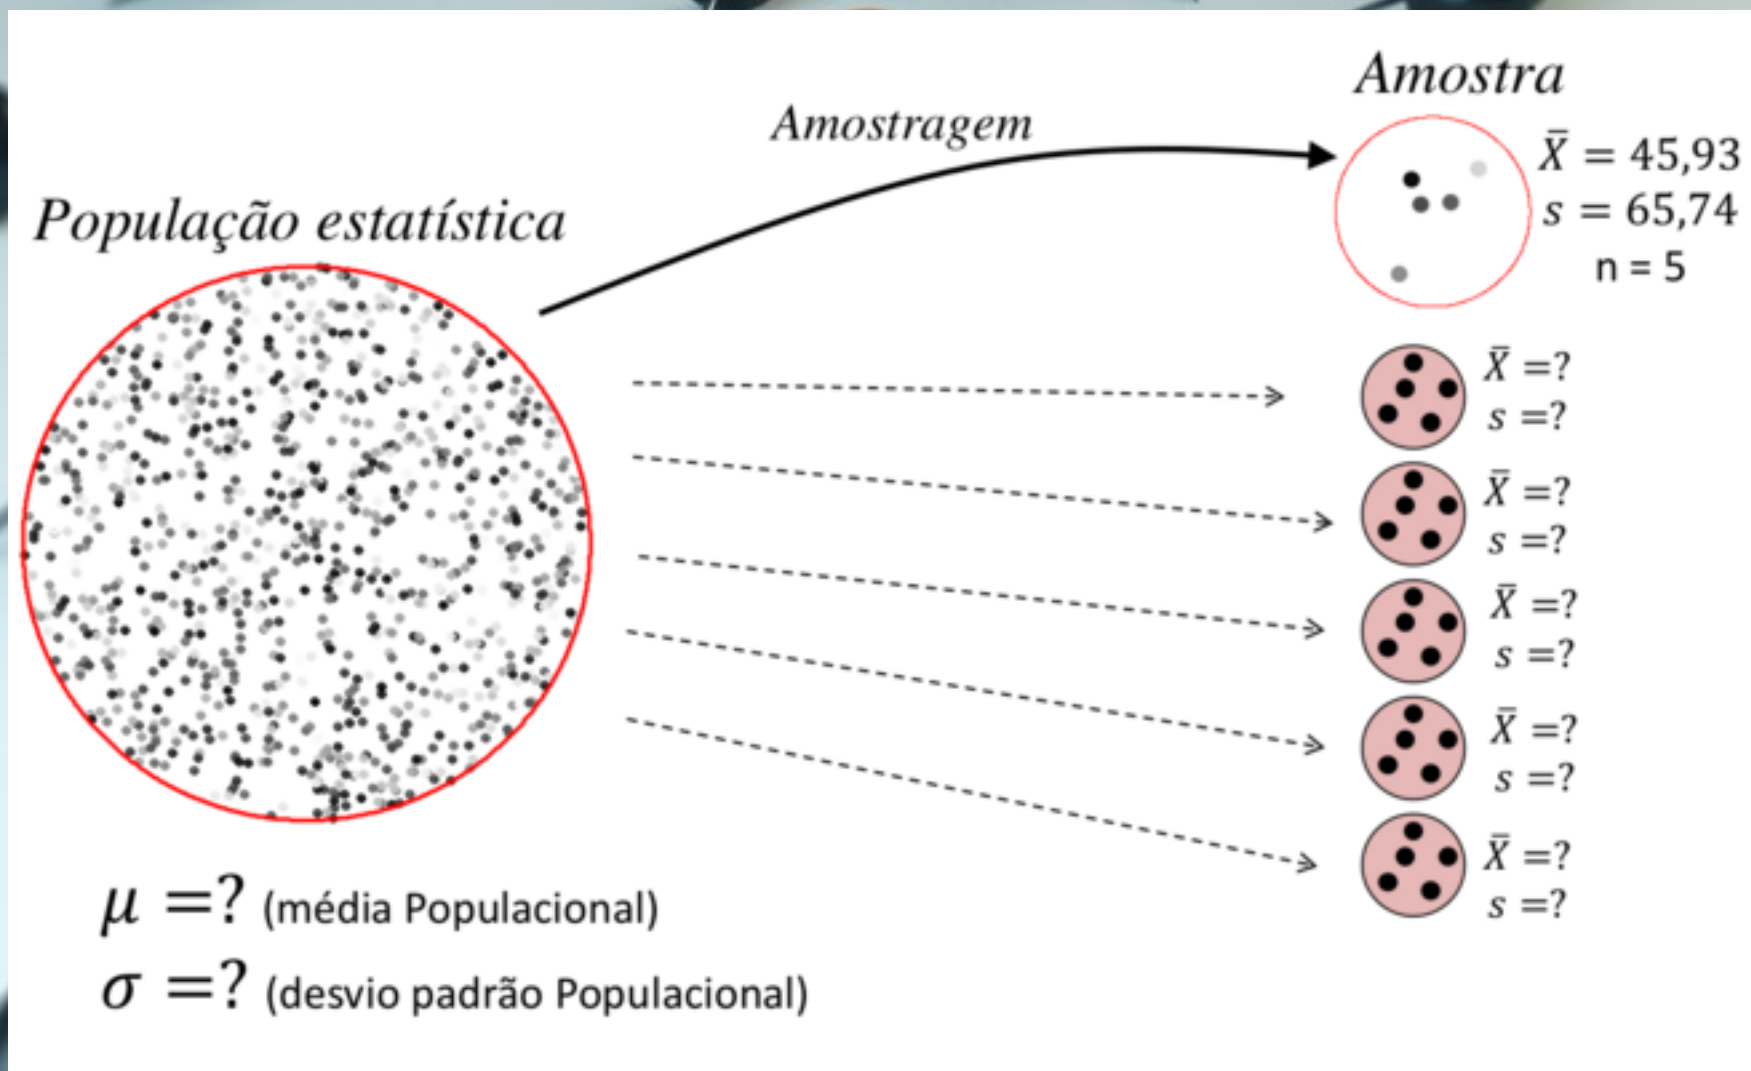 Amostra
Amostragem
X̄ = 45,93
s = 65,74
n = 5
População estatística
X̄ =?
s =?
X̄ =?
s =?
X̄ =?
s =?
X̄ =?
s =?
X̄ =?
s =?
μ =? (média Populacional)
σ =? (desvio padrão Populacional)